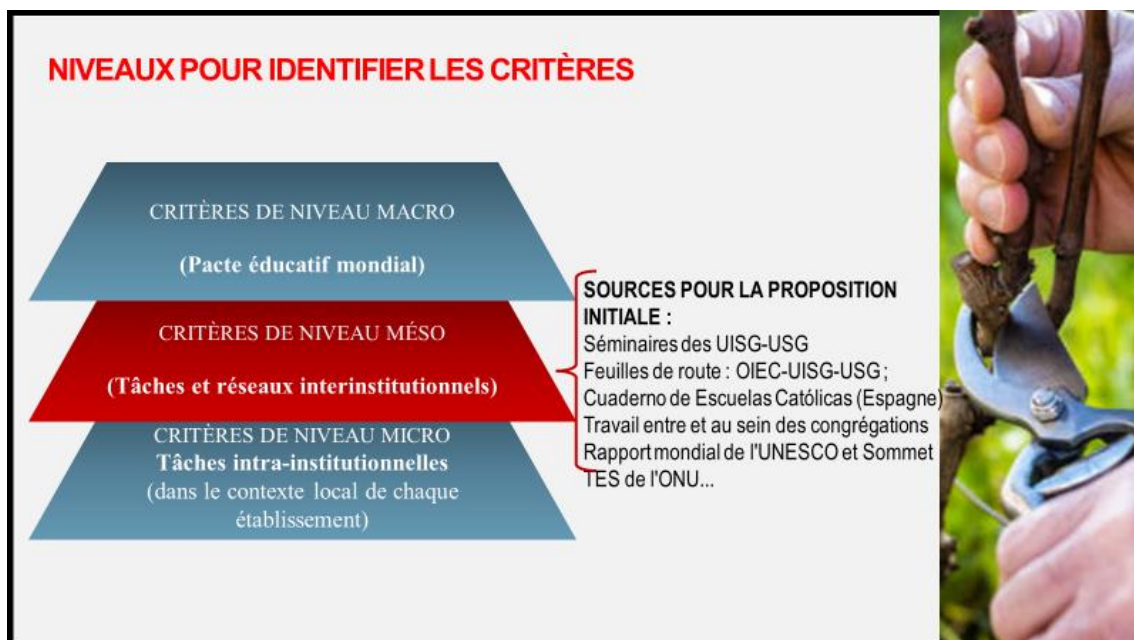 NIVEAUX POUR IDENTIFIER LES CRITÈRES
CRITÈRES DE NIVEAU MACRO
(Pacte éducatif mondial)
CRITÈRES DE NIVEAU MÉSO
(Tâches et réseaux interinstitutionnels)
CRITÈRES DE NIVEAU MICRO
Tâches intra-institutionnelles
(dans le contexte local de chaque
établissement)
SOURCES POUR LA PROPOSITION
INITIALE :
Séminaires des UISG-USG
Feuilles de route : OIEC-UISG-USG ;
Cuaderno de Escuelas Católicas (Espagne)
Travail entre et au sein des congrégations
Rapport mondial de l'UNESCO et Sommet
TES de l'ONU...